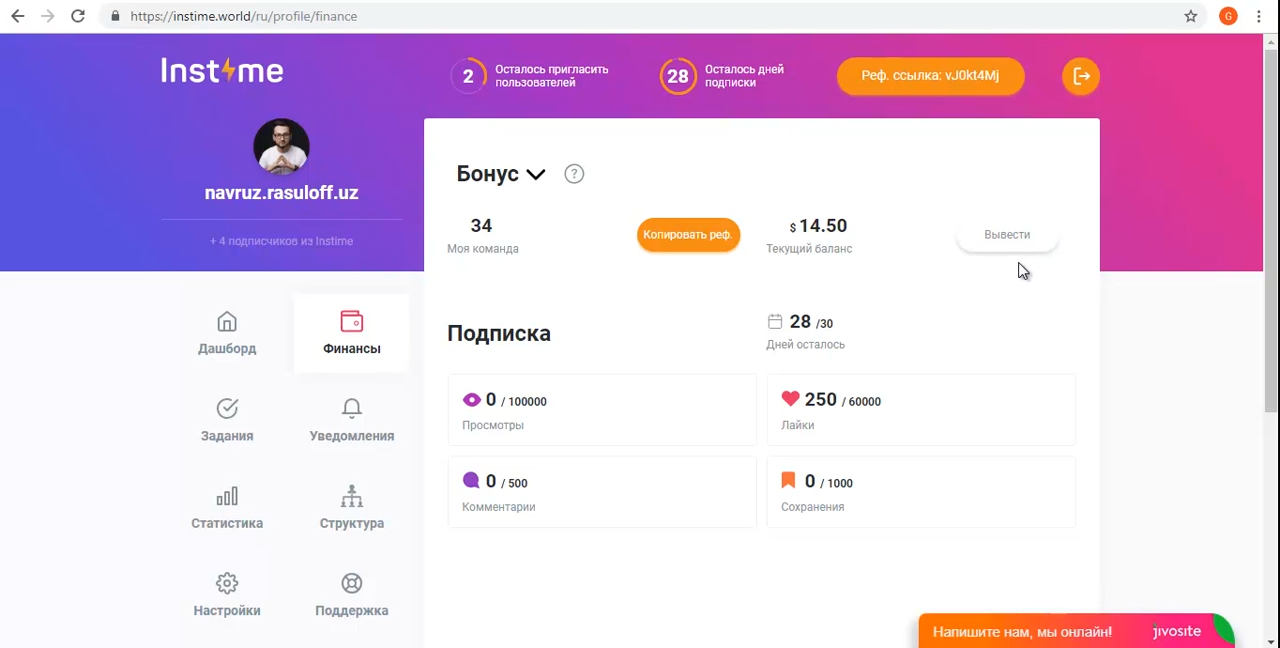 https://instime.world/ru/profile/finance
G
Inst me
2 Осталось пригласить
пользователей
28 Осталось дней
подписки
Реф. ссылка: vJ0kt4Mj
navruz.rasuloff.uz
+ 4 подписчиков из Instime
Бонус ?
34
Моя команда
Копировать реф.
$ 14.50
Текущий баланс
Вывести
Дашборд
Финансы
Задания
Уведомления
Статистика
Структура
Настройки
Поддержка
Подписка
28 /30
Дней осталось
0 / 100000
Просмотры
250 / 60000
Лайки
0 / 500
Комментарии
0 / 1000
Сохранения
Напишите нам, мы онлайн! jivosite